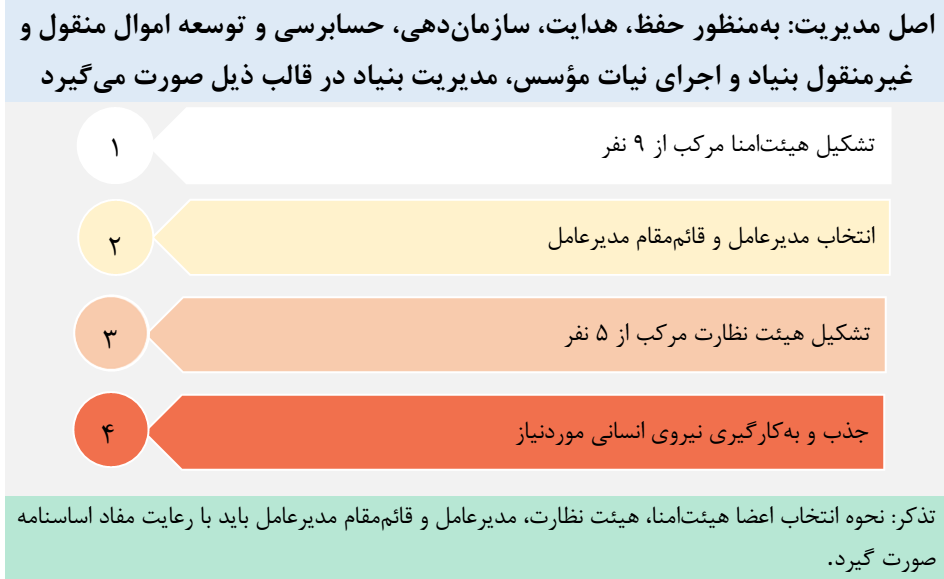 اصل مدیریت: به‌منظور حفظ، هدایت، سازمان‌دهی، حسابرسی و توسعه اموال منقول و
غیرمنقول بنیاد و اجرای نیات مؤسس، مدیریت بنیاد در قالب ذیل صورت می‌گیرد
تشکیل هیئت‌امنا مرکب از ۹ نفر
۱
انتخاب مدیرعامل و قائم‌مقام مدیرعامل
۲
تشکیل هیئت نظارت مرکب از ۵ نفر
۳
جذب و به‌کارگیری نیروی انسانی موردنیاز
۴
تذکر: نحوه انتخاب اعضا هیئت‌امنا، هیئت نظارت، مدیرعامل و قائم‌مقام مدیرعامل باید با رعایت مفاد اساسنامه
صورت گیرد.